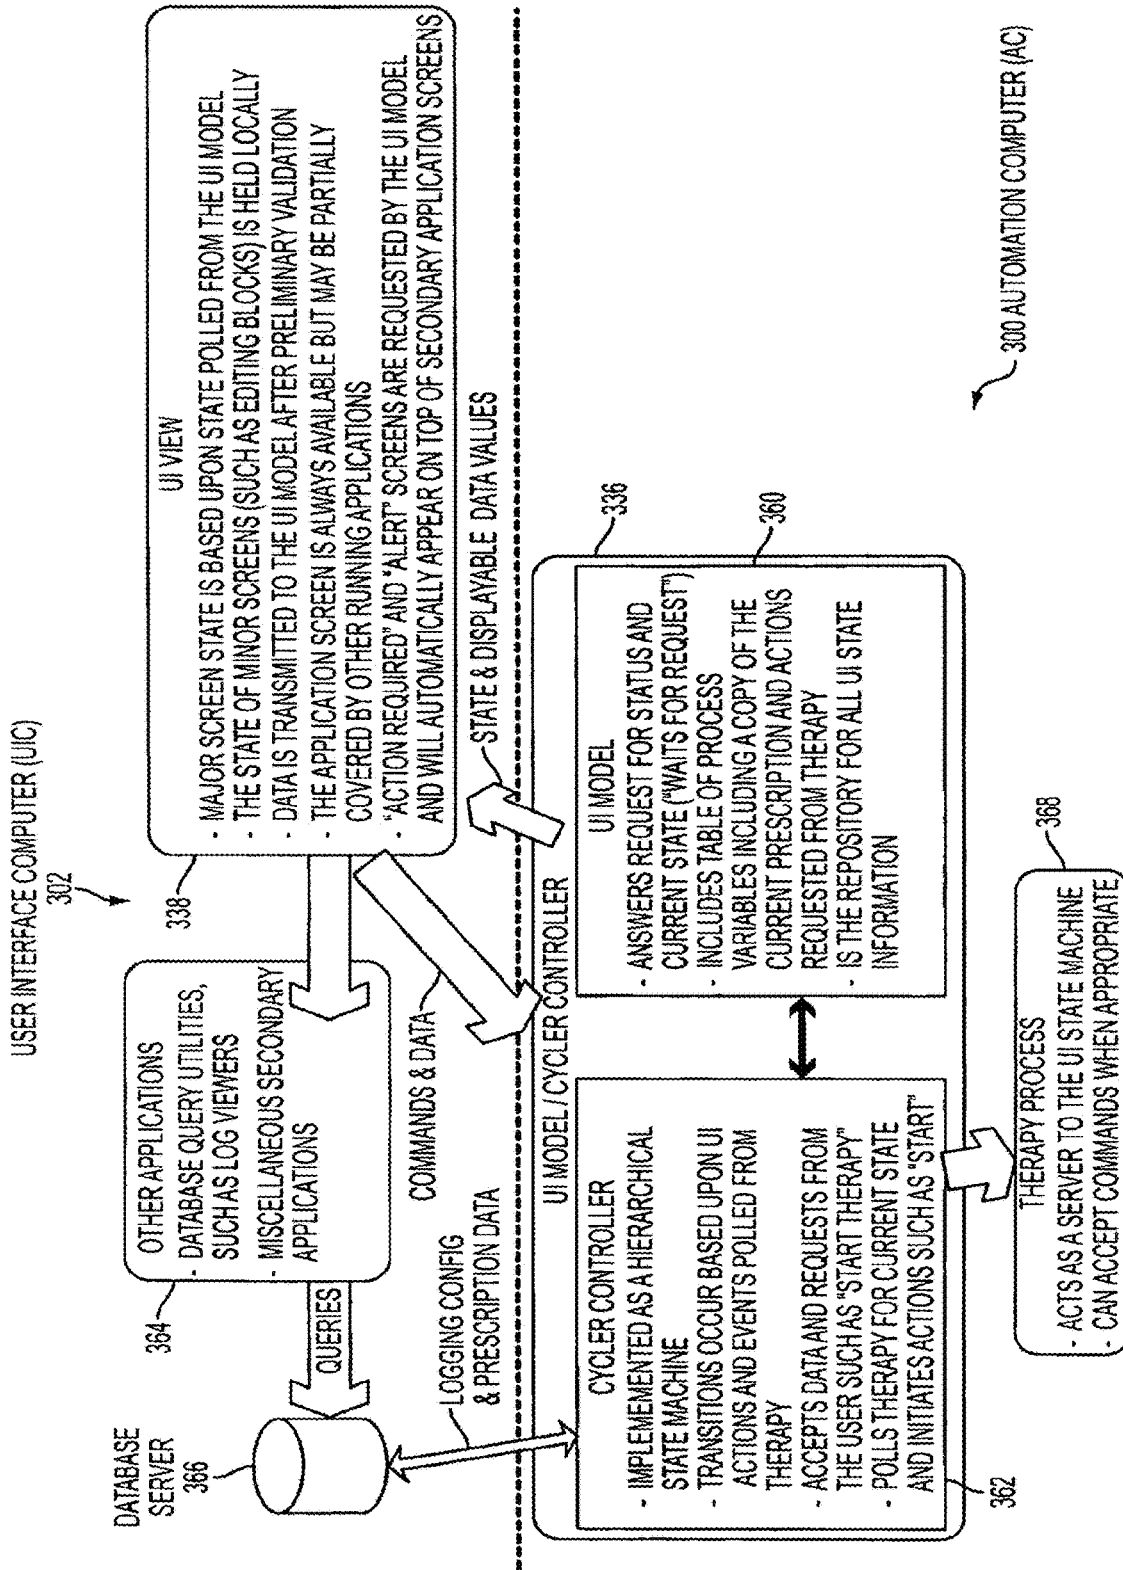 USER INTERFACE COMPUTER (UIC)
302
DATABASE
SERVER
366
QUERIES
364
OTHER APPLICATIONS
- DATABASE QUERY UTILITIES,
SUCH AS LOG VIEWERS
- MISCELLANEOUS SECONDARY
APPLICATIONS
338
UI VIEW
- MAJOR SCREEN STATE IS BASED UPON STATE POLLED FROM THE UI MODEL
- THE STATE OF MINOR SCREENS (SUCH AS EDITING BLOCKS) IS HELD LOCALLY
- DATA IS TRANSMITTED TO THE UI MODEL AFTER PRELIMINARY VALIDATION
- THE APPLICATION SCREEN IS ALWAYS AVAILABLE BUT MAY BE PARTIALLY
COVERED BY OTHER RUNNING APPLICATIONS
- "ACTION REQUIRED" AND "ALERT" SCREENS ARE REQUESTED BY THE UI MODEL
AND WILL AUTOMATICALLY APPEAR ON TOP OF SECONDARY APPLICATION SCREENS
LOGGING CONFIG
& PRESCRIPTION DATA
COMMANDS & DATA
STATE & DISPLAYABLE DATA VALUES
UI MODEL / CYCLER CONTROLLER
336
CYCLER CONTROLLER
- IMPLEMENTED AS A HIERARCHICAL
STATE MACHINE
- TRANSITIONS OCCUR BASED UPON UI
ACTIONS AND EVENTS POLLED FROM
THERAPY
- ACCEPTS DATA AND REQUESTS FROM
THE USER SUCH AS "START THERAPY"
- POLLS THERAPY FOR CURRENT STATE
AND INITIATES ACTIONS SUCH AS "START"
362
UI MODEL
- ANSWERS REQUEST FOR STATUS AND
CURRENT STATE ("WAITS FOR REQUEST")
- INCLUDES TABLE OF PROCESS
VARIABLES INCLUDING A COPY OF THE
CURRENT PRESCRIPTION AND ACTIONS
REQUESTED FROM THERAPY
- IS THE REPOSITORY FOR ALL UI STATE
INFORMATION
360
THERAPY PROCESS
- ACTS AS A SERVER TO THE UI STATE MACHINE
- CAN ACCEPT COMMANDS WHEN APPROPRIATE
368
300 AUTOMATION COMPUTER (AC)